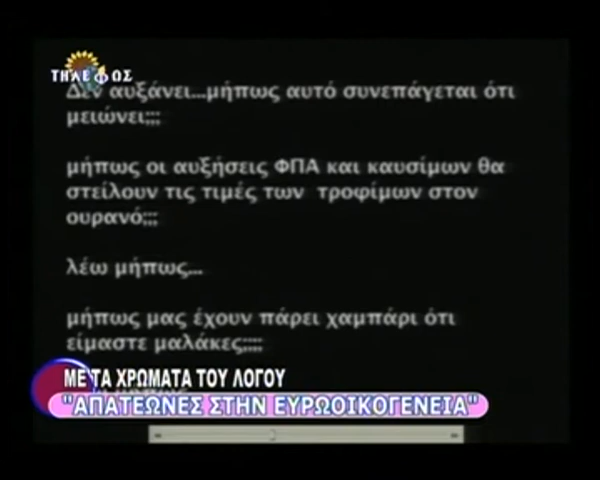 ΤΗΛΕΦΩΣ
Δεν αυξάνει...μήπως αυτό συνεπάγεται ότι
μειώνει;;;
μήπως οι αυξήσεις ΦΠΑ και καυσίμων θα
στείλουν τις τιμές των τροφίμων στον
ουρανό;;;
λέω μήπως...
μήπως μας έχουν πάρει χαμπάρι ότι
είμαστε μαλάκες;;;;
ΜΕ ΤΑ ΧΡΩΜΑΤΑ ΤΟΥ ΛΟΓΟΥ
"ΑΠΑΤΕΩΝΕΣ ΣΤΗΝ ΕΥΡΩΟΙΚΟΓΕΝΕΙΑ"